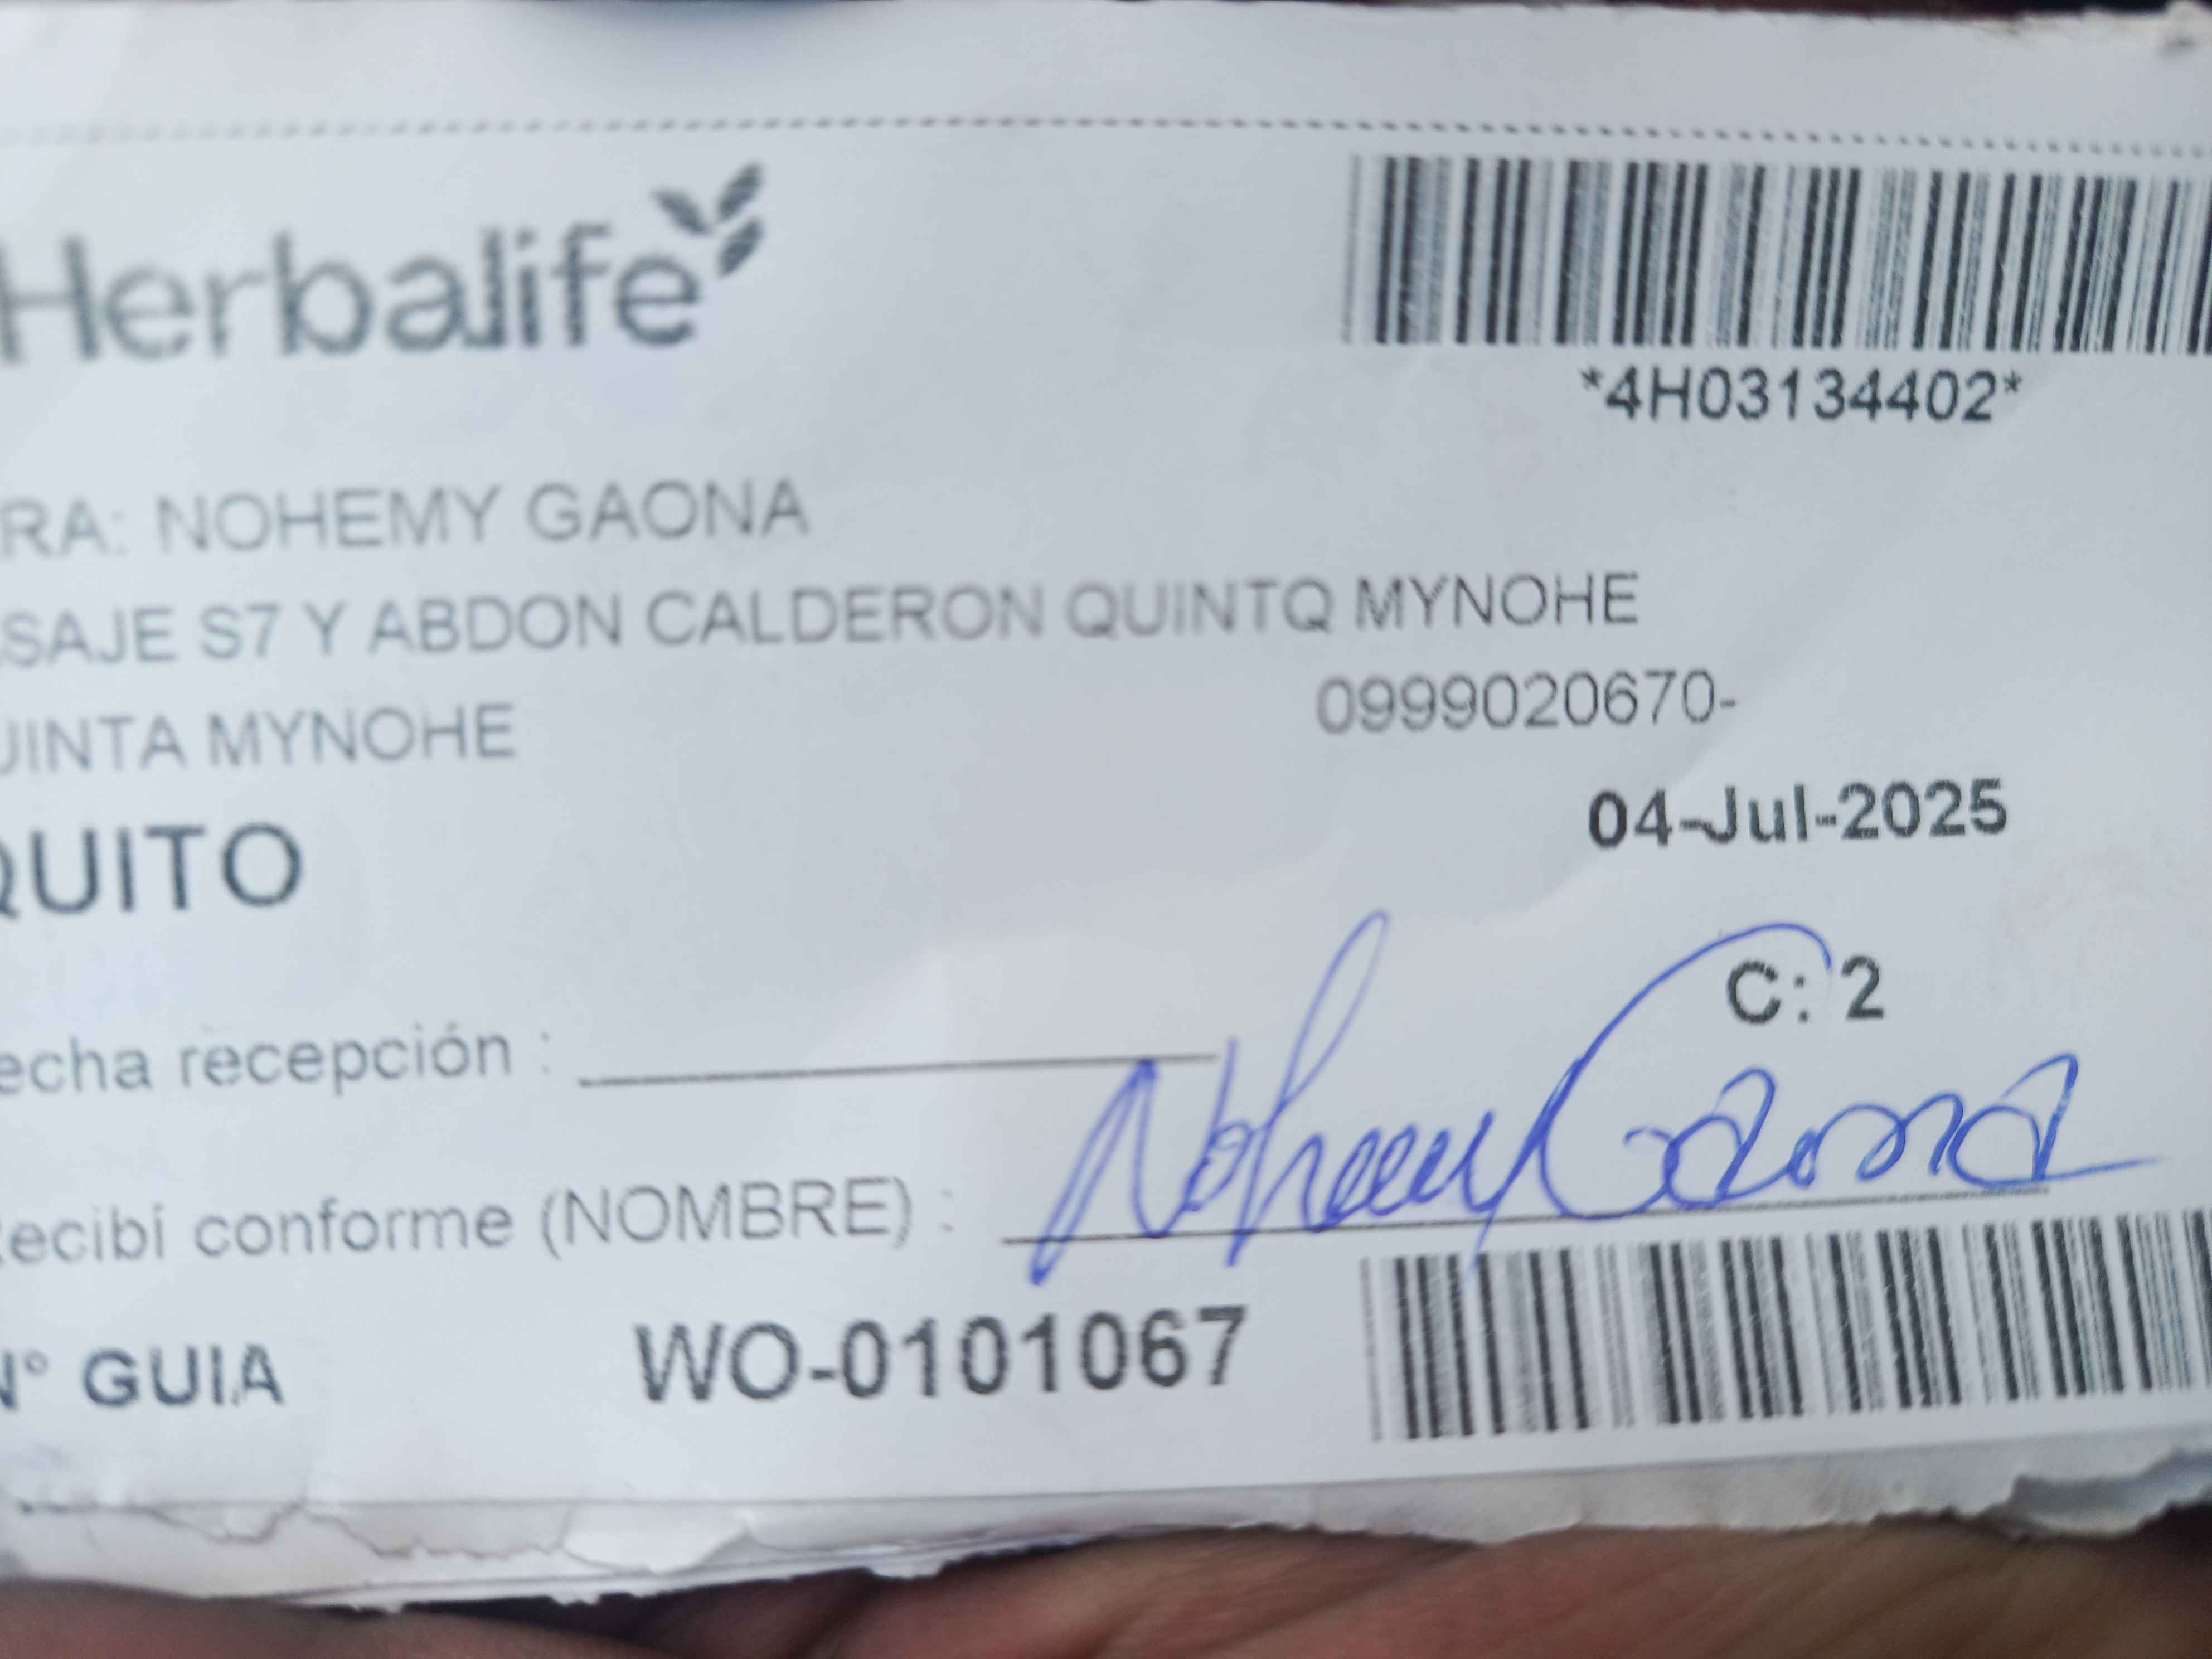 Herbalife
*4H03134402*
RA: NOHEMY GAONA
SAJE S7 Y ABDON CALDERON QUINTQ MYNOHE
0999020670-
UINTA MYNOHE
04-Jul-2025
QUITO
C: 2
echa recepción :
ecibí conforme (NOMBRE) : Nohemy Gaona
N° GUIA WO-0101067